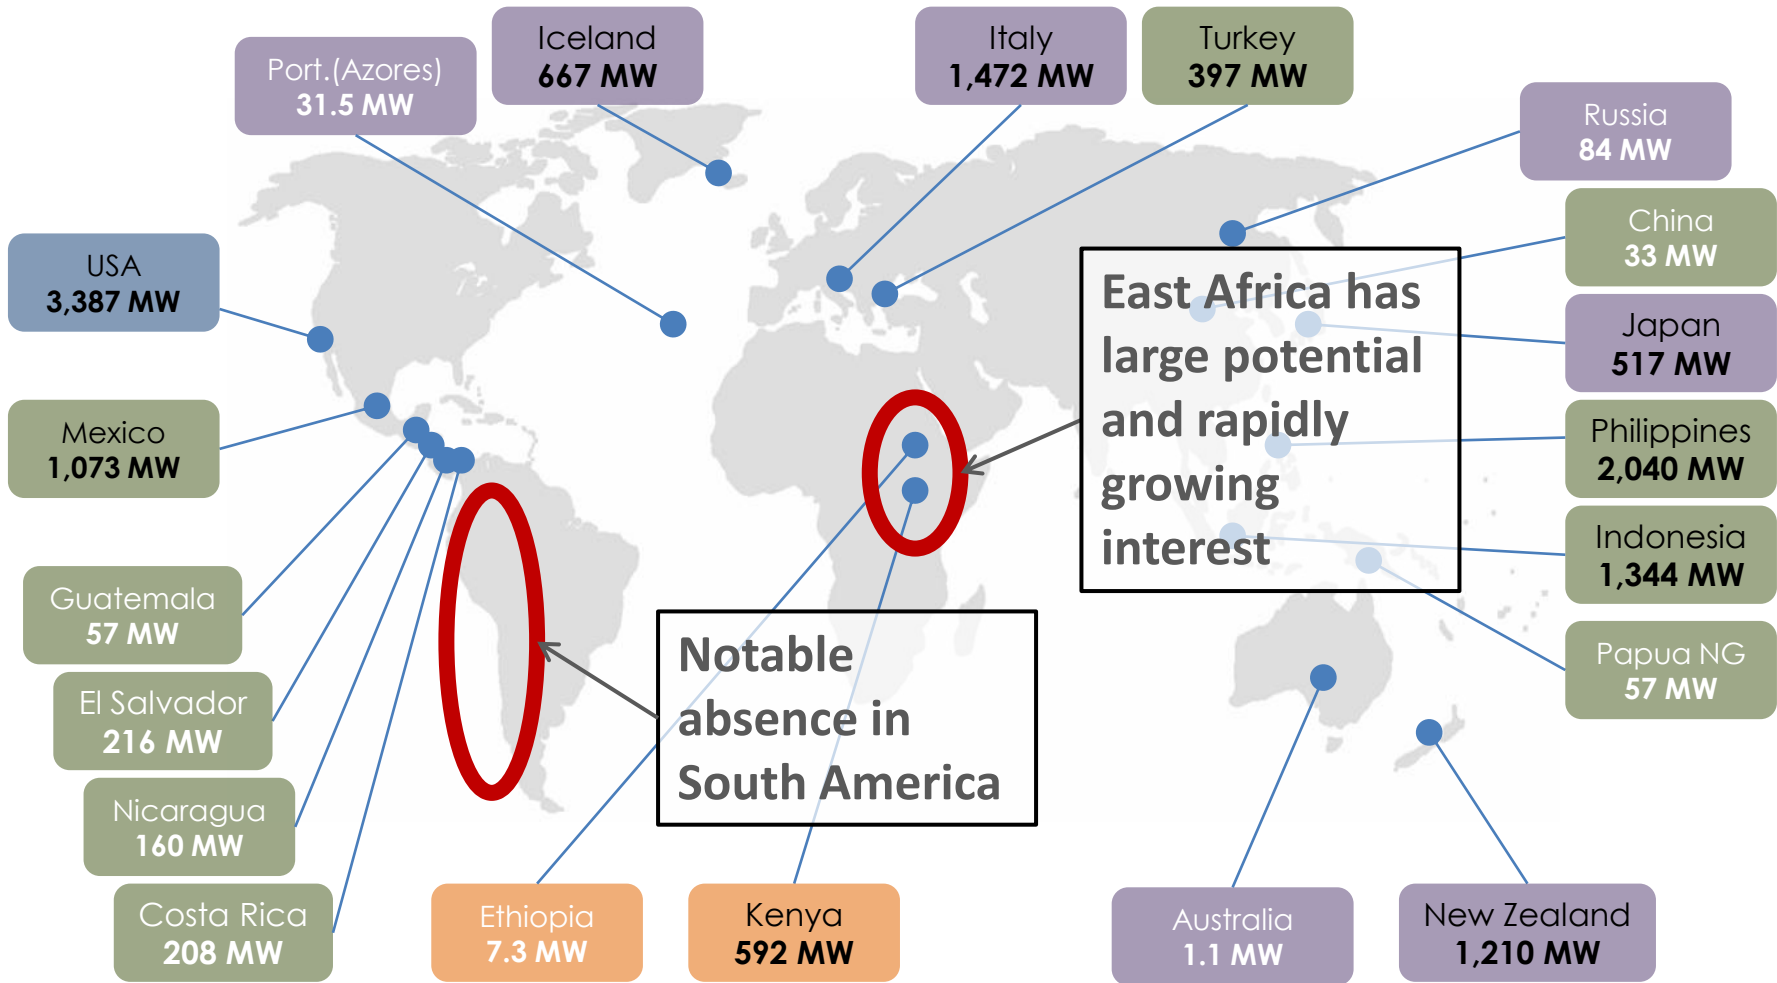 Port.(Azores)
31.5 MW
Iceland
667 MW
Italy
1,472 MW
Turkey
397 MW
Russia
84 MW
China
33 MW
USA
3,387 MW
Japan
517 MW
Mexico
1,073 MW
Philippines
2,040 MW
Indonesia
1,344 MW
Papua NG
57 MW
East Africa has
large potential
and rapidly
growing
interest
Guatemala
57 MW
El Salvador
216 MW
Nicaragua
160 MW
Costa Rica
208 MW
Notable
absence in
South America
Ethiopia
7.3 MW
Kenya
592 MW
Australia
1.1 MW
New Zealand
1,210 MW